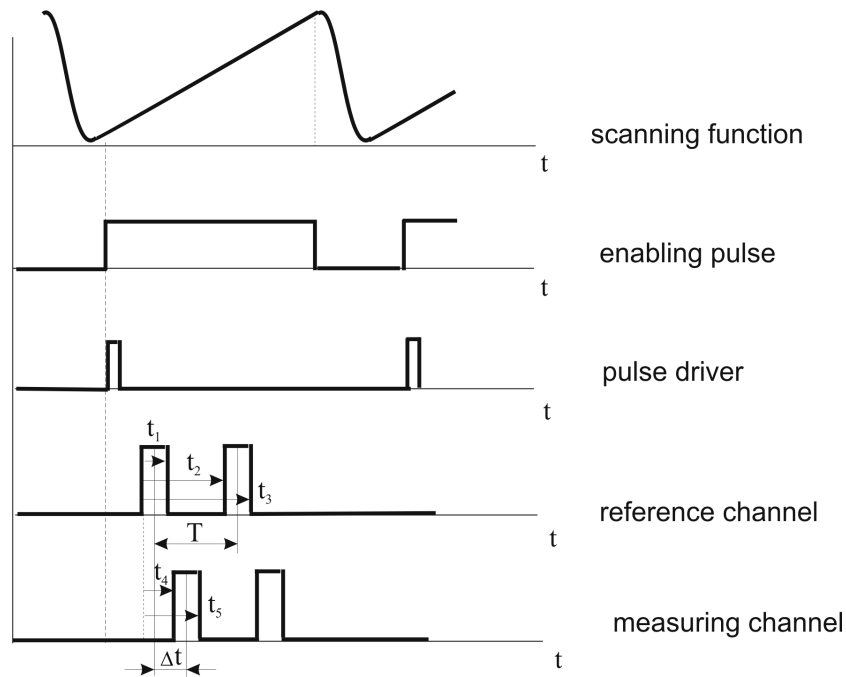 scanning function
t
enabling pulse
t
pulse driver
t
t₁
t₂
t₃
reference channel
T
t
t₄
t₅
measuring channel
Δt
t